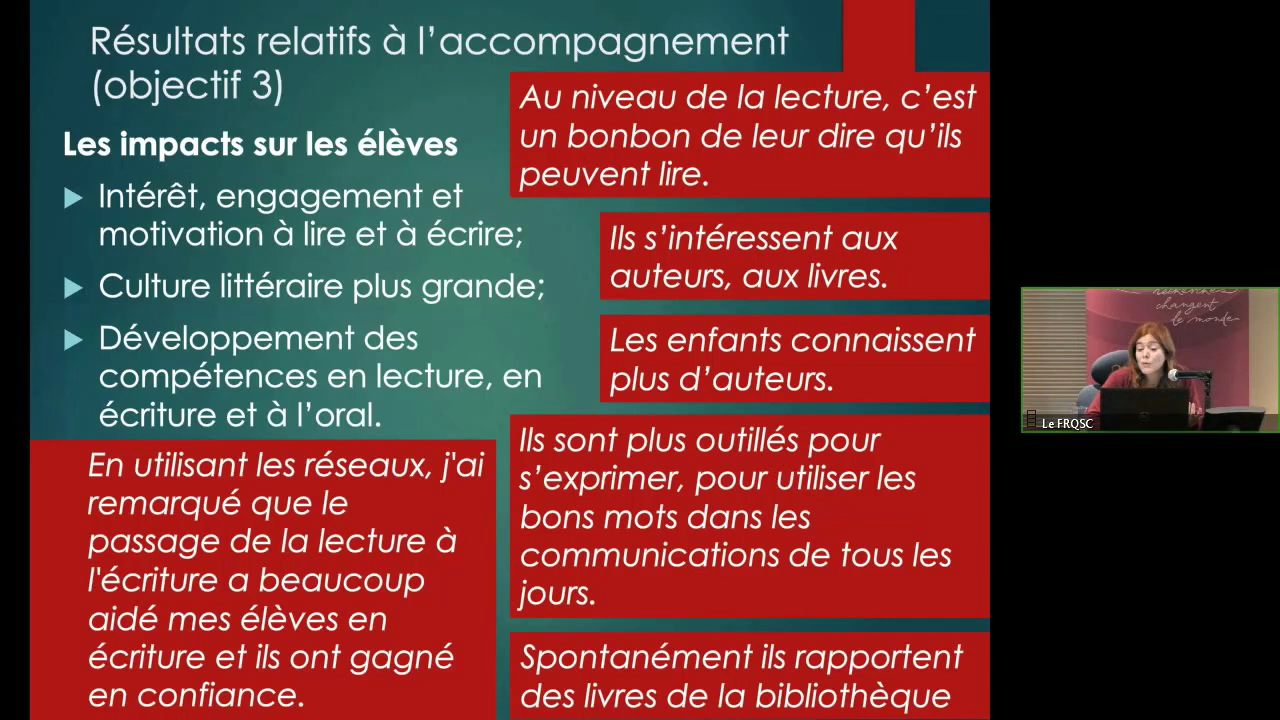 Résultats relatifs à l’accompagnement
(objectif 3)
Les impacts sur les élèves
Intérêt, engagement et
motivation à lire et à écrire;
Culture littéraire plus grande;
Développement des
compétences en lecture, en
écriture et à l’oral.
En utilisant les réseaux, j'ai
remarqué que le
passage de la lecture à
l'écriture a beaucoup
aidé mes élèves en
écriture et ils ont gagné
en confiance.
Au niveau de la lecture, c’est
un bonbon de leur dire qu’ils
peuvent lire.
Ils s’intéressent aux
auteurs, aux livres.
Les enfants connaissent
plus d’auteurs.
Ils sont plus outillés pour
s’exprimer, pour utiliser les
bons mots dans les
communications de tous les
jours.
Spontanément ils rapportent
des livres de la bibliothèque
changent
le monde
Le FRQSC